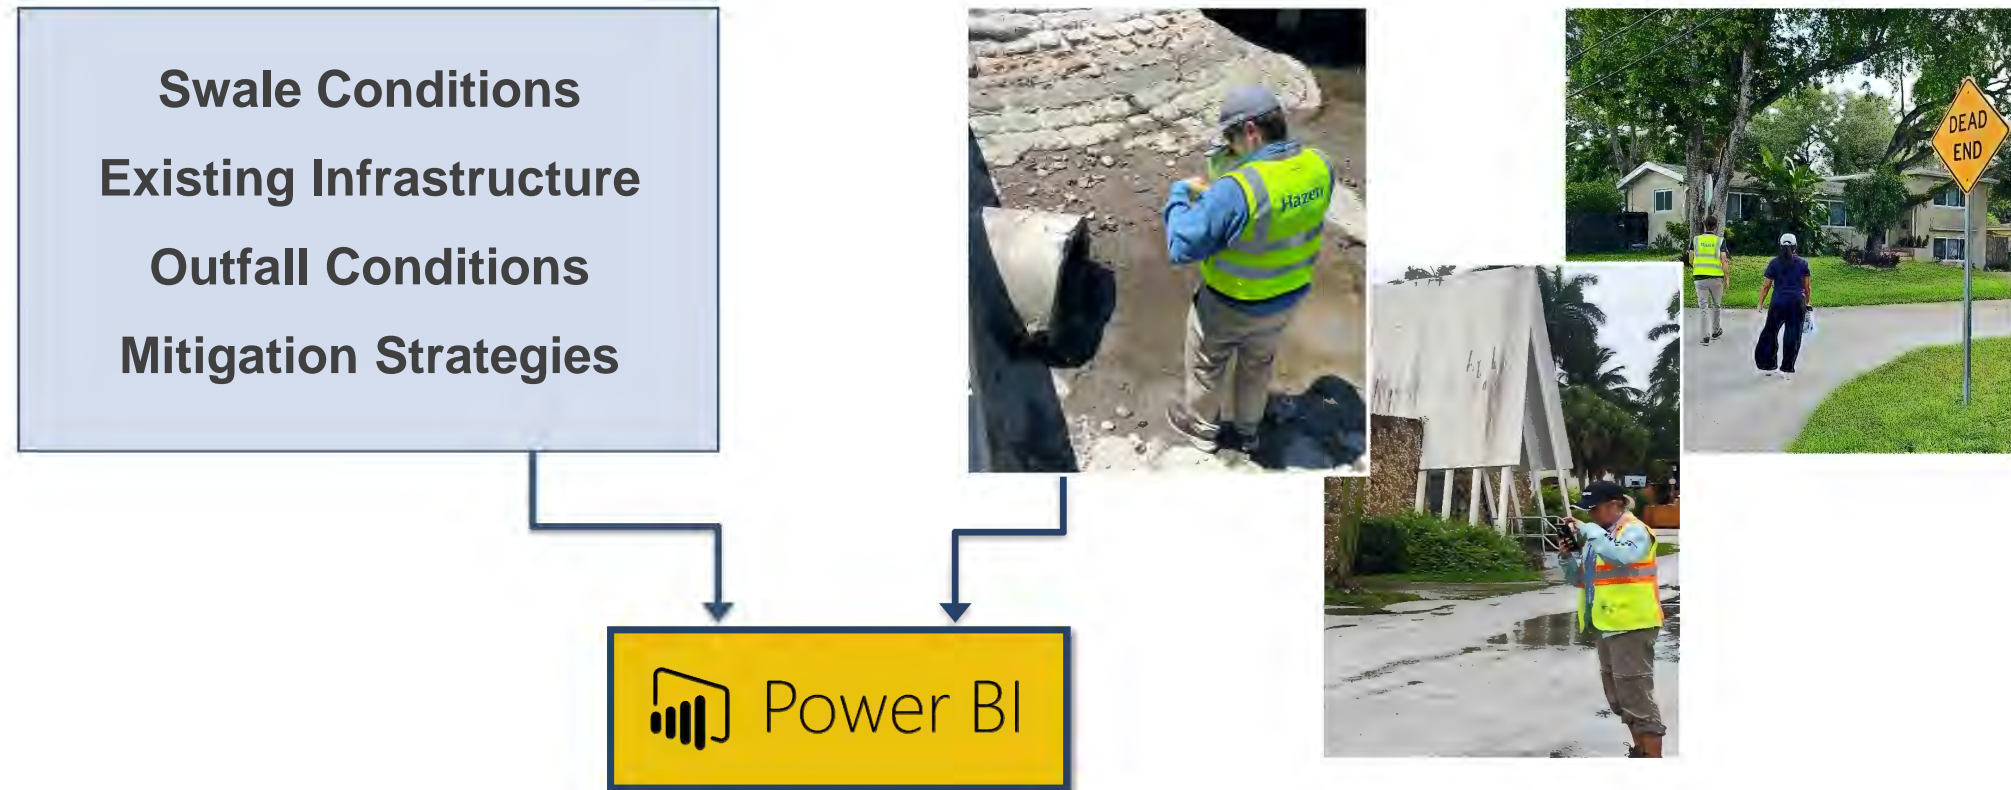 Swale Conditions
Existing Infrastructure
Outfall Conditions
Mitigation Strategies
Hazen
DEAD
END
Power BI